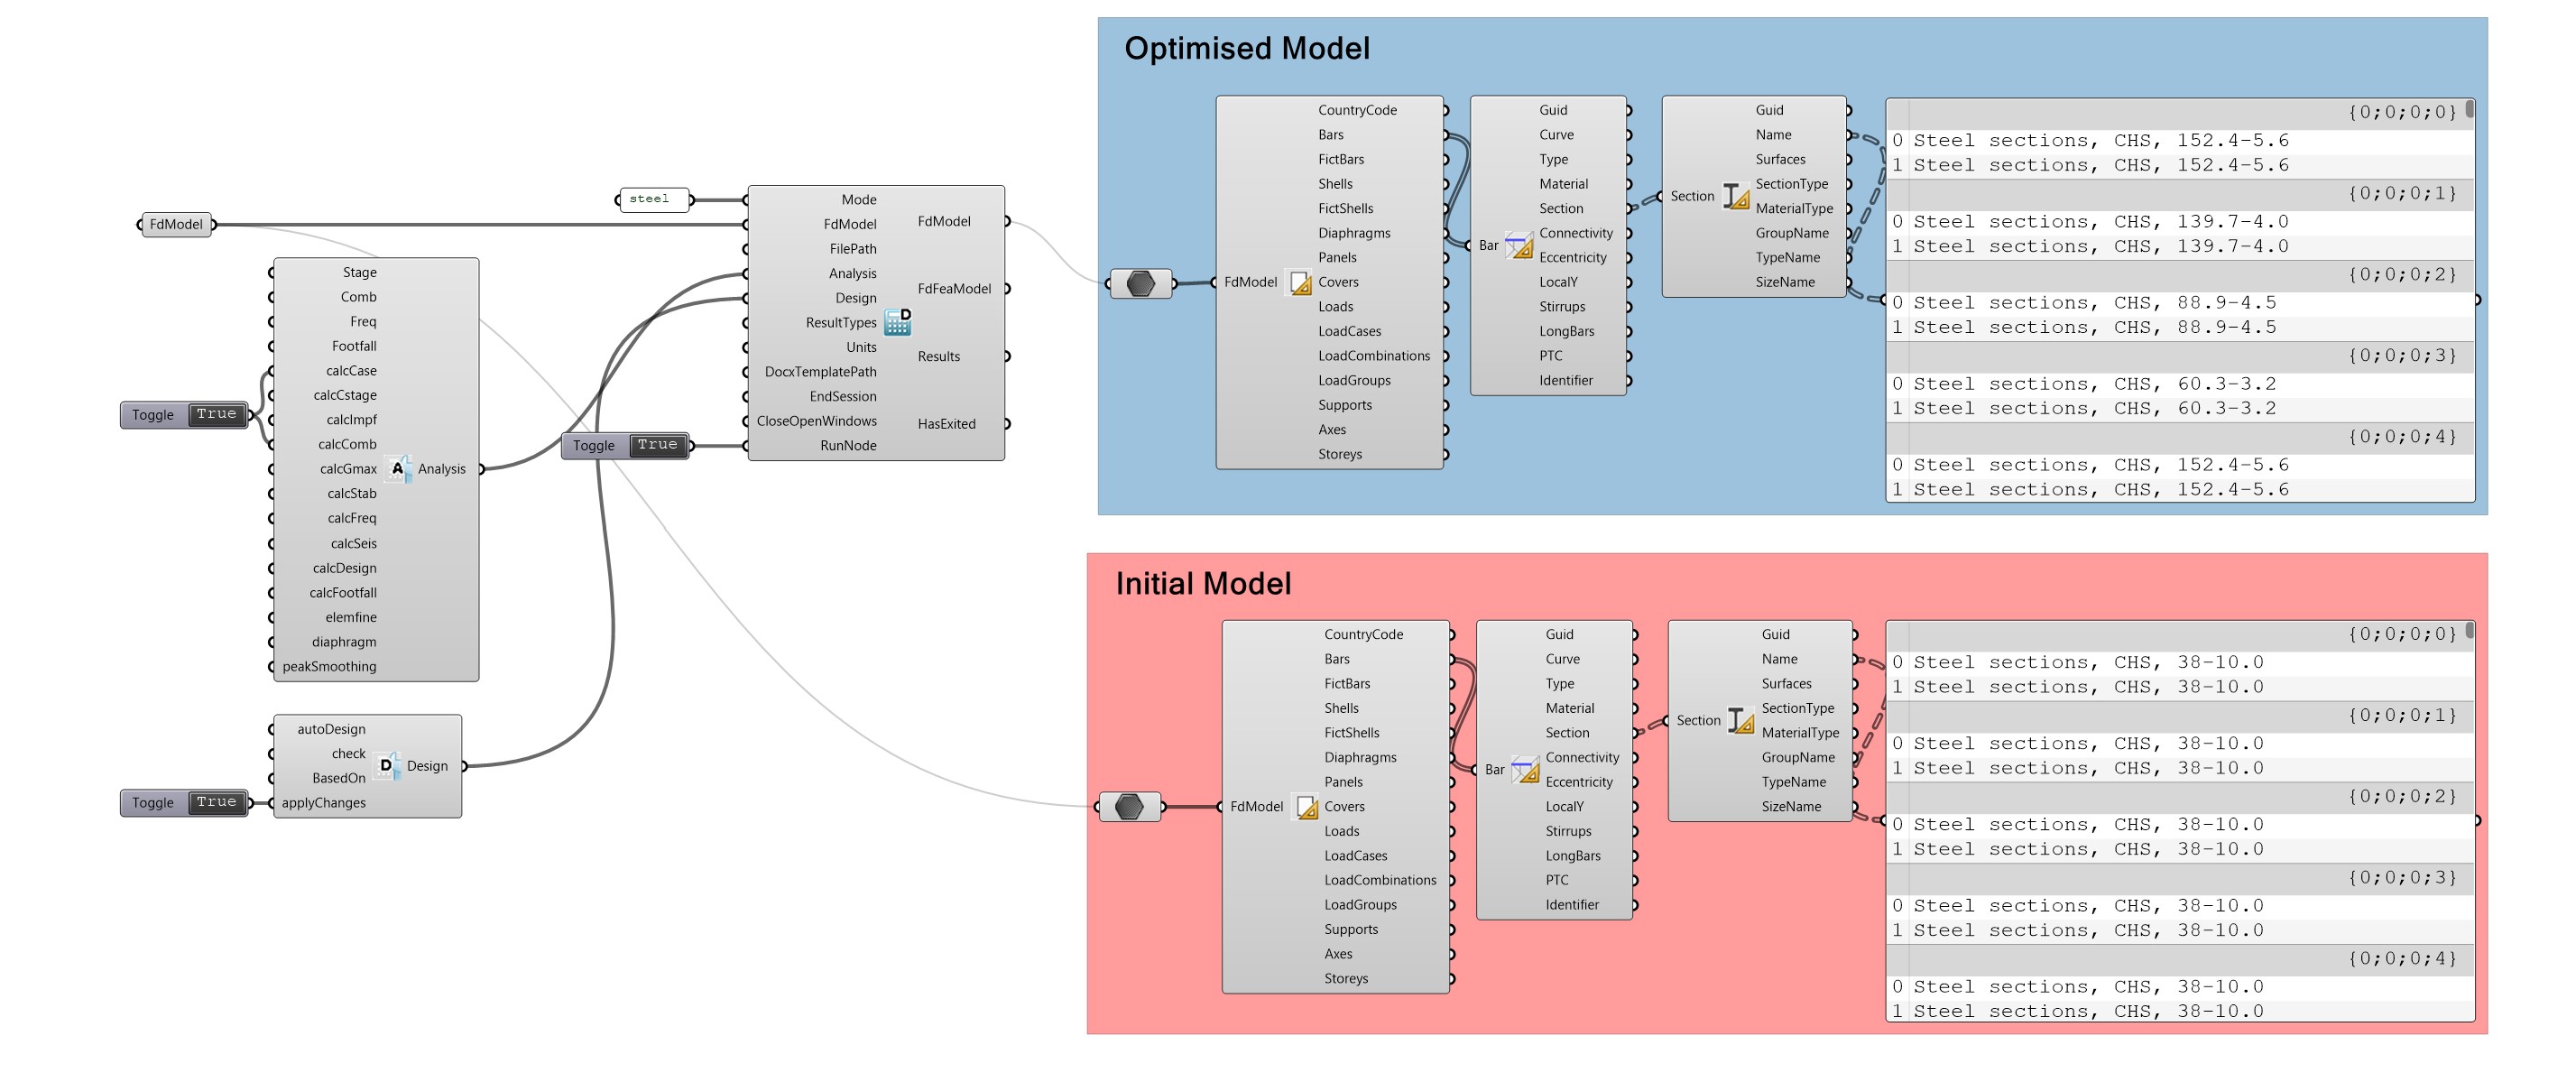 FdModel
Stage
Comb
Freq
Footfall
calcCase
calcCstage
calcImpf
calcComb
calcGmax
calcStab
calcFreq
calcSeis
calcDesign
calcFootfall
elemfine
diaphragm
peakSmoothing
Analysis
Toggle True
autoDesign
check
BasedOn
applyChanges
Design
Toggle True
steel
Toggle True
Mode
FdModel
FilePath
Analysis
Design
ResultTypes
Units
DocxTemplatePath
EndSession
CloseOpenWindows
RunNode
FdModel
FdFeaModel
Results
HasExited
Optimised Model
FdModel
CountryCode
Bars
FictBars
Shells
FictShells
Diaphragms
Panels
Covers
Loads
LoadCases
LoadCombinations
LoadGroups
Supports
Axes
Storeys
Bar
Guid
Curve
Type
Material
Section
Connectivity
Eccentricity
LocalY
Stirrups
LongBars
PTC
Identifier
Section
Guid
Name
Surfaces
SectionType
MaterialType
GroupName
TypeName
SizeName
{0;0;0;0}
0 Steel sections, CHS, 152.4-5.6
1 Steel sections, CHS, 152.4-5.6
{0;0;0;1}
0 Steel sections, CHS, 139.7-4.0
1 Steel sections, CHS, 139.7-4.0
{0;0;0;2}
0 Steel sections, CHS, 88.9-4.5
1 Steel sections, CHS, 88.9-4.5
{0;0;0;3}
0 Steel sections, CHS, 60.3-3.2
1 Steel sections, CHS, 60.3-3.2
{0;0;0;4}
0 Steel sections, CHS, 152.4-5.6
1 Steel sections, CHS, 152.4-5.6
Initial Model
FdModel
CountryCode
Bars
FictBars
Shells
FictShells
Diaphragms
Panels
Covers
Loads
LoadCases
LoadCombinations
LoadGroups
Supports
Axes
Storeys
Bar
Guid
Curve
Type
Material
Section
Connectivity
Eccentricity
LocalY
Stirrups
LongBars
PTC
Identifier
Section
Guid
Name
Surfaces
SectionType
MaterialType
GroupName
TypeName
SizeName
{0;0;0;0}
0 Steel sections, CHS, 38-10.0
1 Steel sections, CHS, 38-10.0
{0;0;0;1}
0 Steel sections, CHS, 38-10.0
1 Steel sections, CHS, 38-10.0
{0;0;0;2}
0 Steel sections, CHS, 38-10.0
1 Steel sections, CHS, 38-10.0
{0;0;0;3}
0 Steel sections, CHS, 38-10.0
1 Steel sections, CHS, 38-10.0
{0;0;0;4}
0 Steel sections, CHS, 38-10.0
1 Steel sections, CHS, 38-10.0